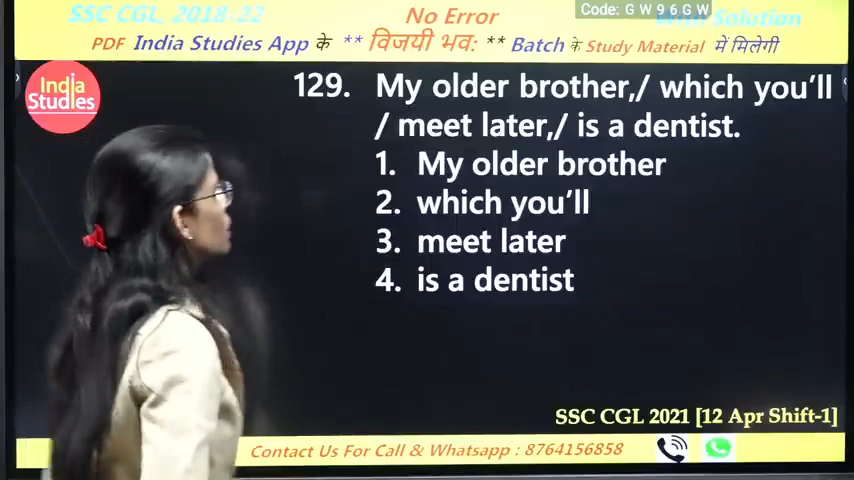 SSC CGL, 2018-22
No Error
Code: G W 9 6 G W
With Solution
PDF India Studies App के ** विजयी भव: ** Batch के Study Material में मिलेगी
India
Studies
129. My older brother,/ which you'll
/ meet later,/ is a dentist.
1. My older brother
2. which you'll
3. meet later
4. is a dentist
SSC CGL 2021 [12 Apr Shift-1]
Contact Us For Call & Whatsapp : 8764156858